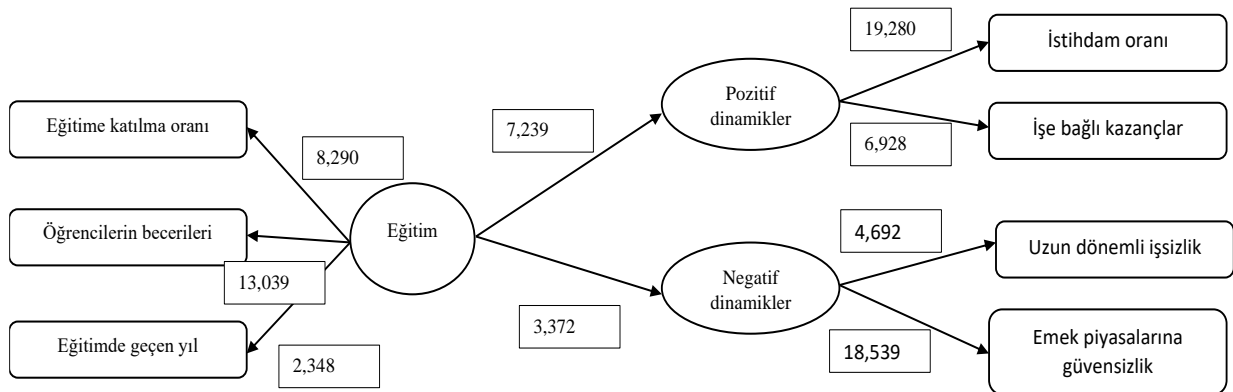 Eğitime katılma oranı
Öğrencilerin becerileri
Eğitimde geçen yıl
8,290
13,039
2,348
Eğitim
7,239
3,372
Pozitif
dinamikler
Negatif
dinamikler
19,280
6,928
4,692
18,539
İstihdam oranı
İşe bağlı kazançlar
Uzun dönemli işsizlik
Emek piyasalarına
güvensizlik